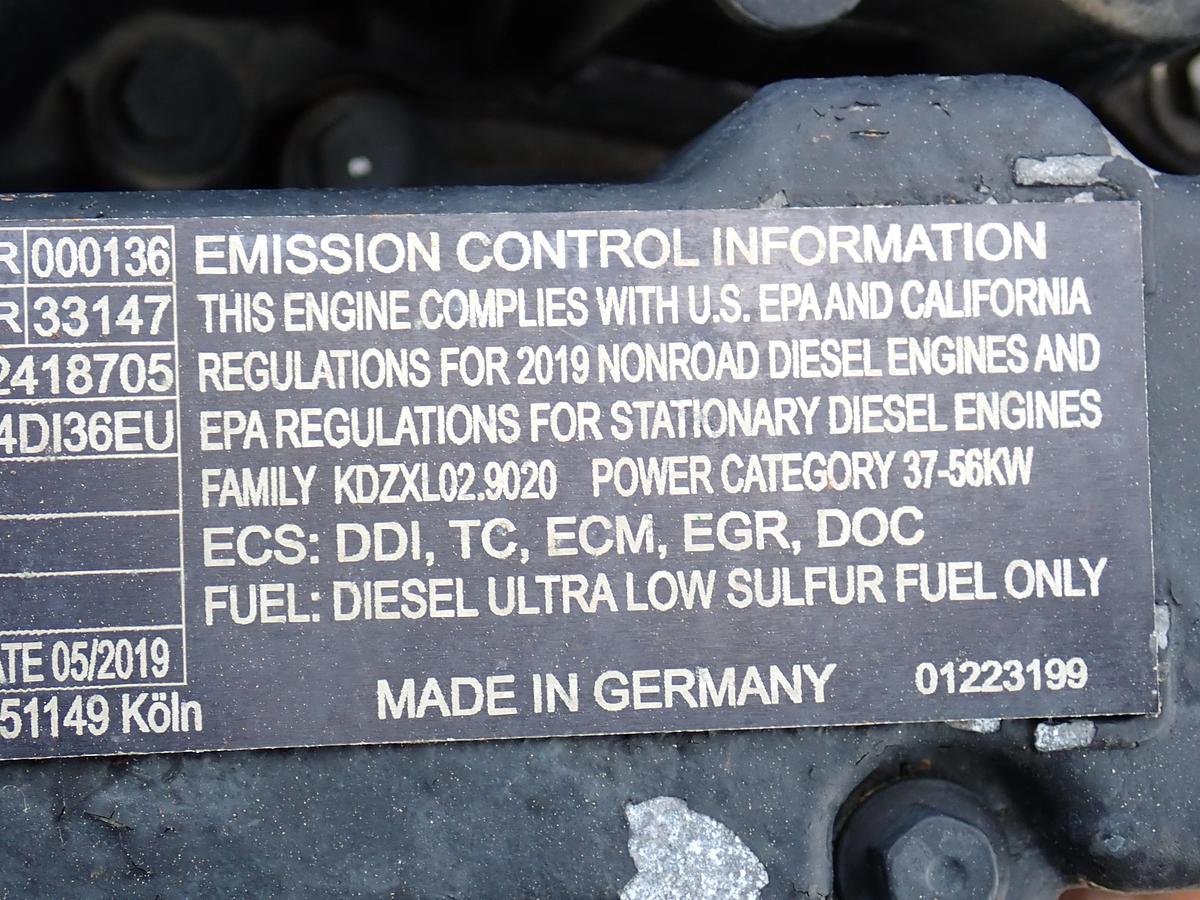 R 000136
R 33147
2418705
4DI36EU
ATE 05/2019
51149 Köln
EMISSION CONTROL INFORMATION
THIS ENGINE COMPLIES WITH U.S. EPA AND CALIFORNIA
REGULATIONS FOR 2019 NONROAD DIESEL ENGINES AND
EPA REGULATIONS FOR STATIONARY DIESEL ENGINES
FAMILY KDZXL02.9020 POWER CATEGORY 37-56KW
ECS: DDI, TC, ECM, EGR, DOC
FUEL: DIESEL ULTRA LOW SULFUR FUEL ONLY
MADE IN GERMANY 01223199